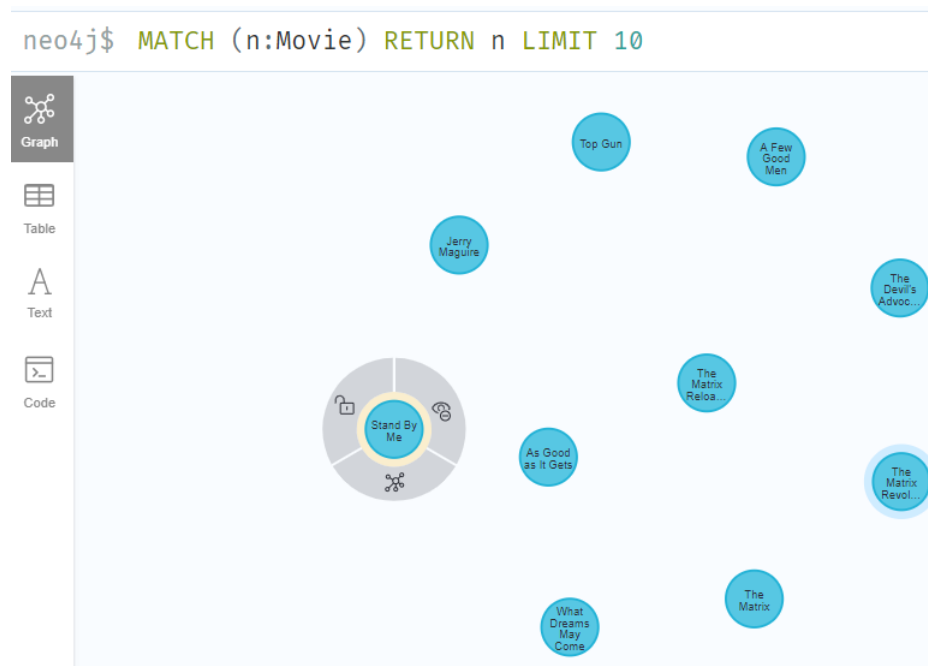 neo4j$ MATCH (n:Movie) RETURN n LIMIT 10
Graph
Table
Text
Code
Top Gun
A Few
Good
Men
Jerry
Maguire
The
Devil's
Advoc...
The
Matrix
Reloa...
Stand By
Me
As Good
as It Gets
The
Matrix
Revol...
The
Matrix
What
Dreams
May
Come